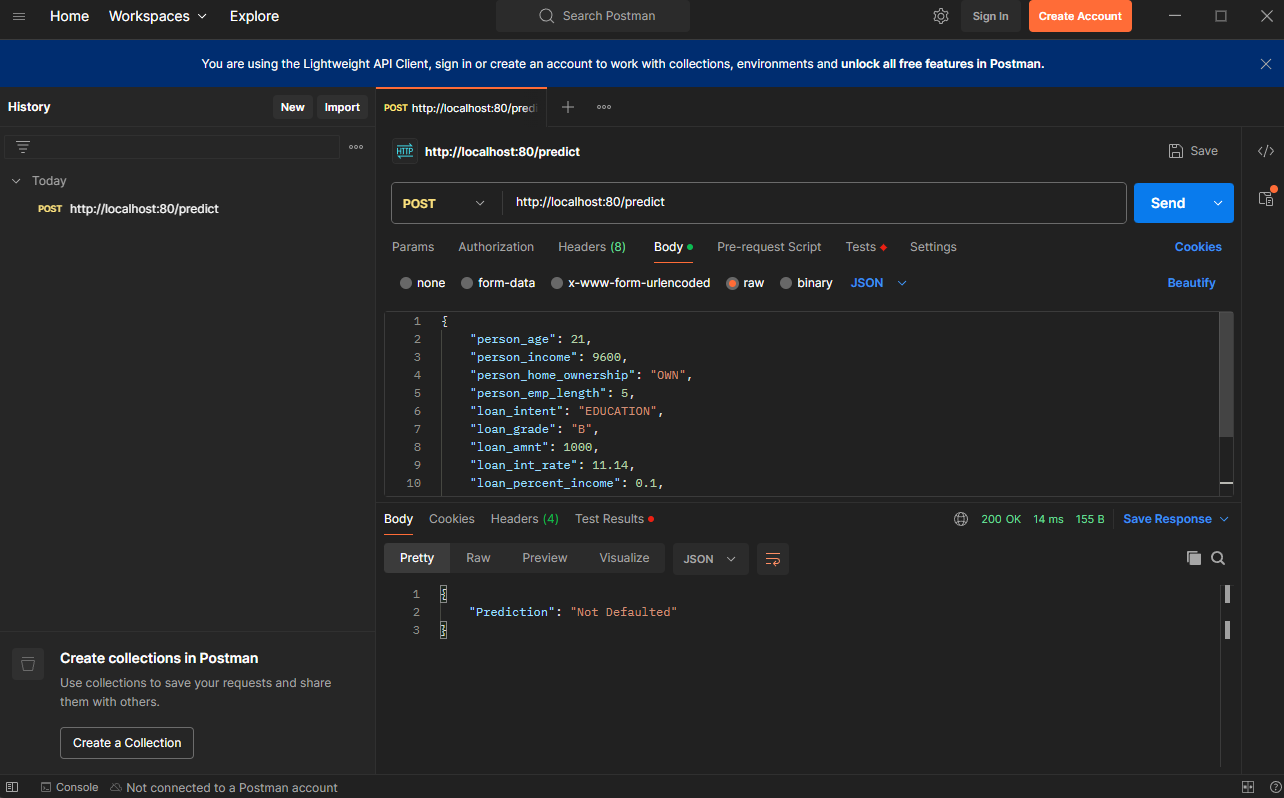 Home Workspaces Explore Search Postman Sign In Create Account
You are using the Lightweight API Client, sign in or create an account to work with collections, environments and unlock all free features in Postman.
History New Import
Today
POST http://localhost:80/predict
Create collections in Postman
Use collections to save your requests and share
them with others.
Create a Collection
POST http://localhost:80/predi
HTTP http://localhost:80/predict Save
POST http://localhost:80/predict Send
Params Authorization Headers (8) Body Pre-request Script Tests Settings Cookies
none form-data x-www-form-urlencoded raw binary JSON Beautify
1 {
2 "person_age": 21,
3 "person_income": 9600,
4 "person_home_ownership": "OWN",
5 "person_emp_length": 5,
6 "loan_intent": "EDUCATION",
7 "loan_grade": "B",
8 "loan_amnt": 1000,
9 "loan_int_rate": 11.14,
10 "loan_percent_income": 0.1,
Body Cookies Headers (4) Test Results 200 OK 14 ms 155 B Save Response
Pretty Raw Preview Visualize JSON
1 {
2 "Prediction": "Not Defaulted"
3 }
Console Not connected to a Postman account